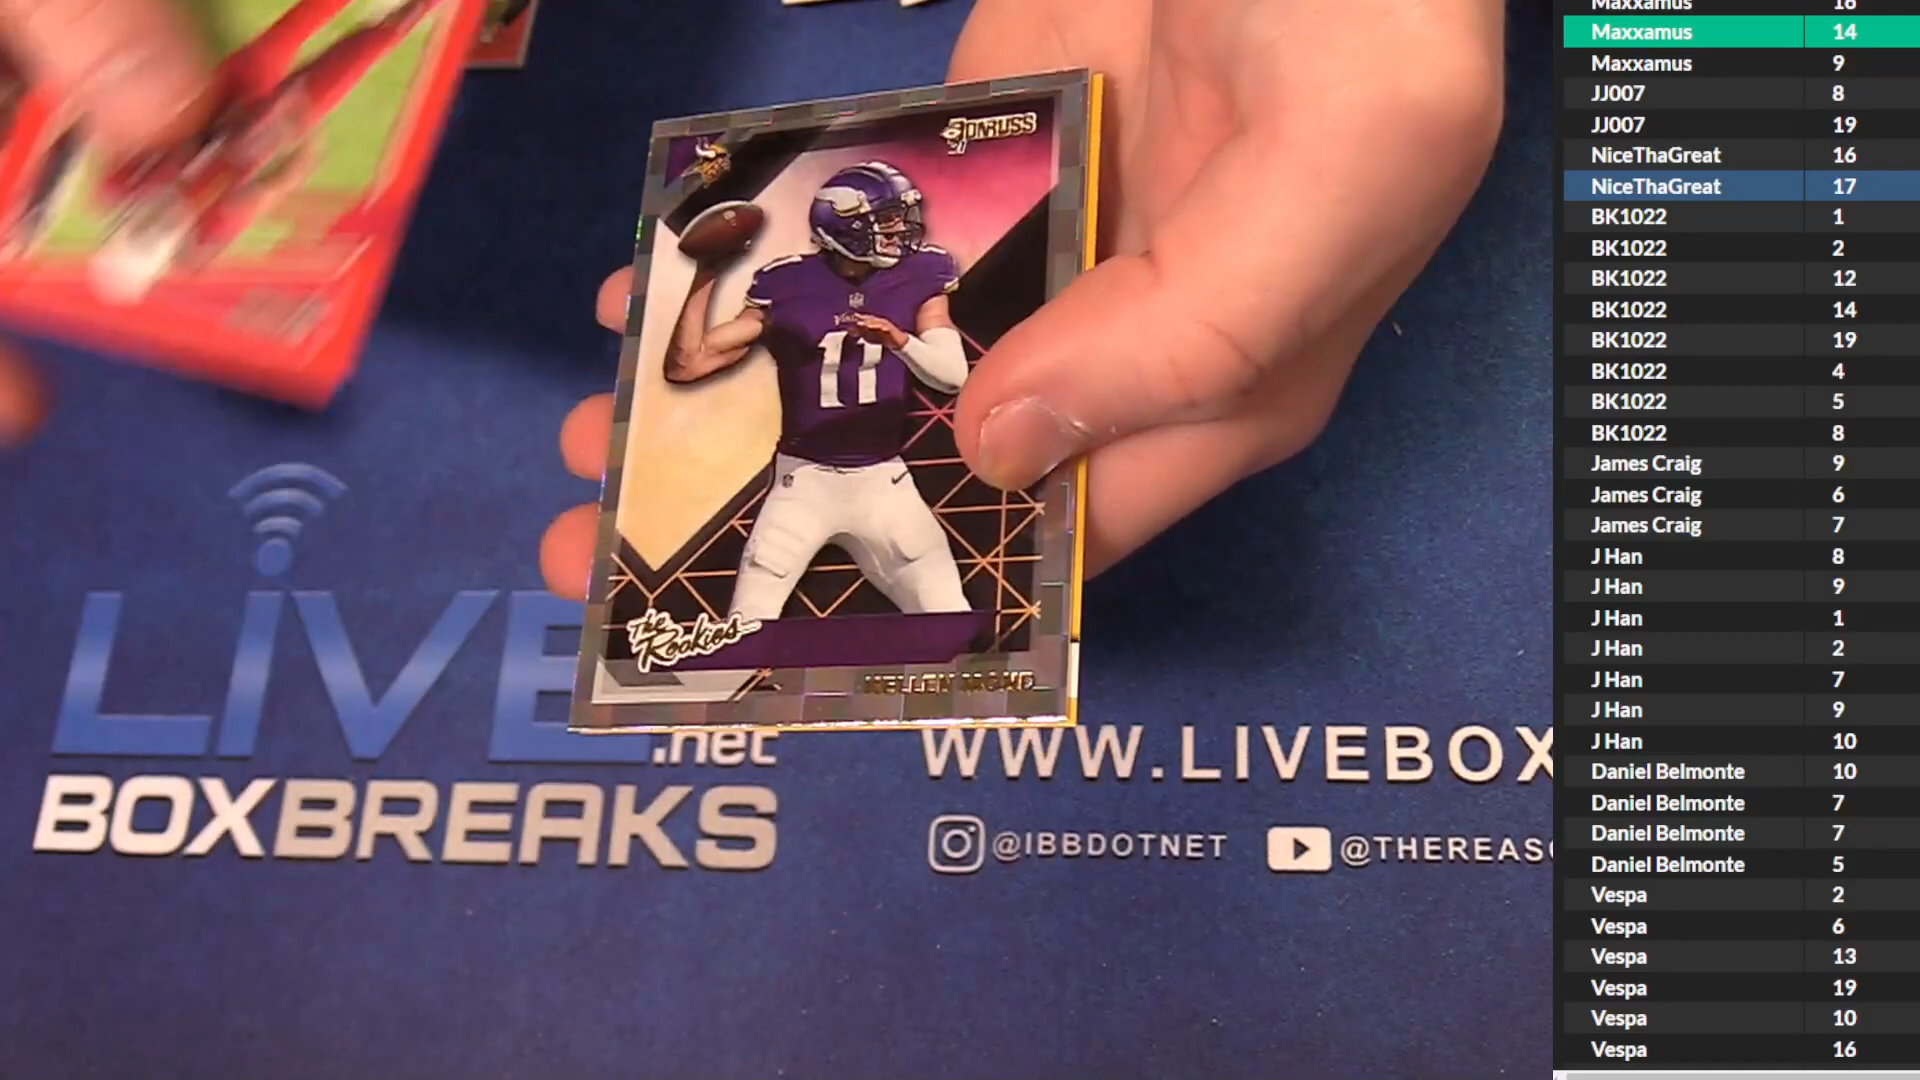 Maxxamus 16
Maxxamus 14
Maxxamus 9
JJ007 8
JJ007 19
NiceThaGreat 16
NiceThaGreat 17
BK1022 1
BK1022 2
BK1022 12
BK1022 14
BK1022 19
BK1022 4
BK1022 5
BK1022 8
James Craig 9
James Craig 6
James Craig 7
J Han 8
J Han 9
J Han 1
J Han 2
J Han 7
J Han 9
J Han 10
Daniel Belmonte 10
Daniel Belmonte 7
Daniel Belmonte 7
Daniel Belmonte 5
Vespa 2
Vespa 6
Vespa 13
Vespa 19
Vespa 10
Vespa 16
DONRUSS
11
The Rookies
KELLEN MOND
LiVE.net
BOXBREAKS
WWW.LIVEBOX
@IBBDOTNET
@THEREAS